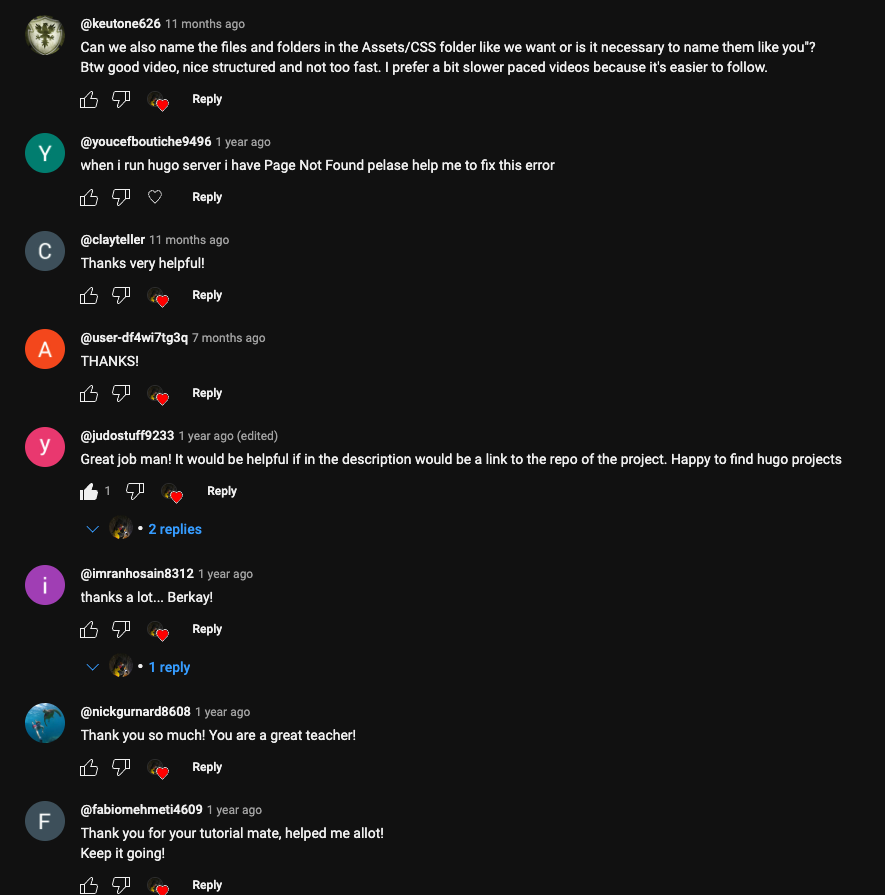 @keutone626 11 months ago
Can we also name the files and folders in the Assets/CSS folder like we want or is it necessary to name them like you"?
Btw good video, nice structured and not too fast. I prefer a bit slower paced videos because it's easier to follow.
Reply
Y
@youcefboutiche9496 1 year ago
when i run hugo server i have Page Not Found pelase help me to fix this error
Reply
C
@clayteller 11 months ago
Thanks very helpful!
Reply
A
@user-df4wi7tg3q 7 months ago
THANKS!
Reply
y
@judostuff9233 1 year ago (edited)
Great job man! It would be helpful if in the description would be a link to the repo of the project. Happy to find hugo projects
1 Reply
• 2 replies
i
@imranhosain8312 1 year ago
thanks a lot... Berkay!
Reply
• 1 reply
@nickgurnard8608 1 year ago
Thank you so much! You are a great teacher!
Reply
F
@fabiomehmeti4609 1 year ago
Thank you for your tutorial mate, helped me allot!
Keep it going!
Reply